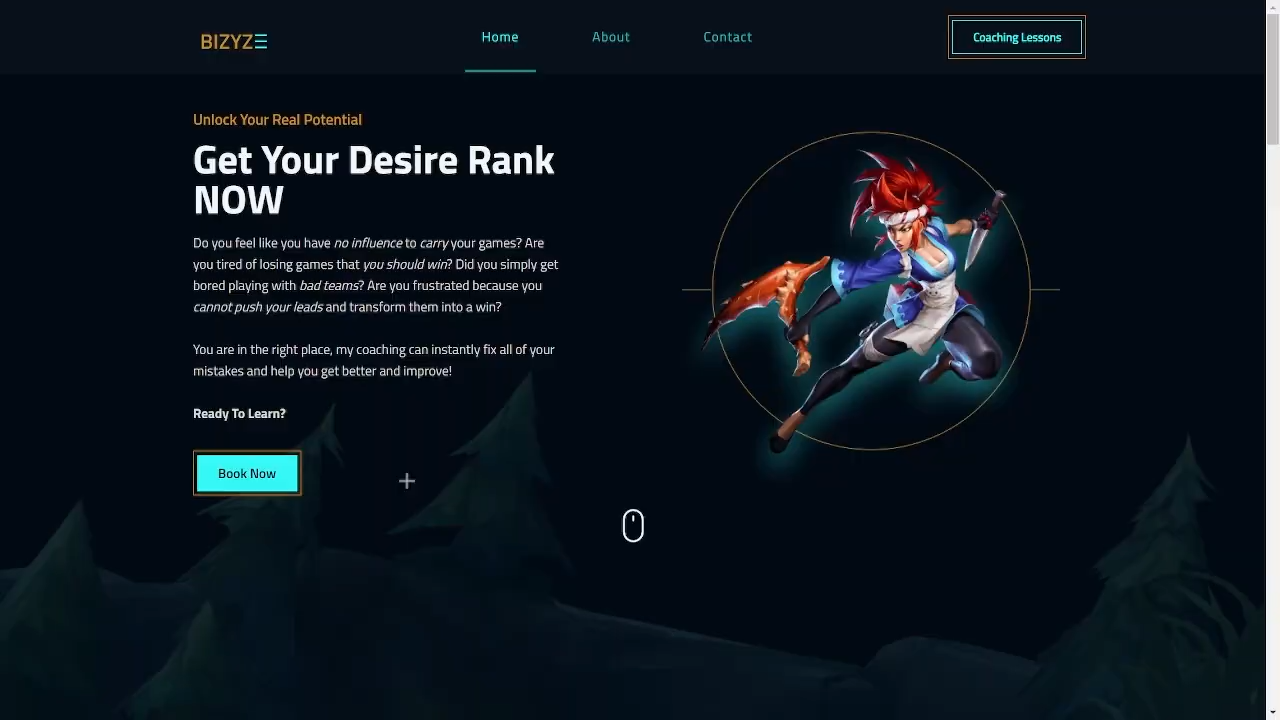 BIZYZΞ
Home
About
Contact
Coaching Lessons
Unlock Your Real Potential
Get Your Desire Rank
NOW
Do you feel like you have no influence to carry your games? Are
you tired of losing games that you should win? Did you simply get
bored playing with bad teams? Are you frustrated because you
cannot push your leads and transform them into a win?
You are in the right place, my coaching can instantly fix all of your
mistakes and help you get better and improve!
Ready To Learn?
Book Now